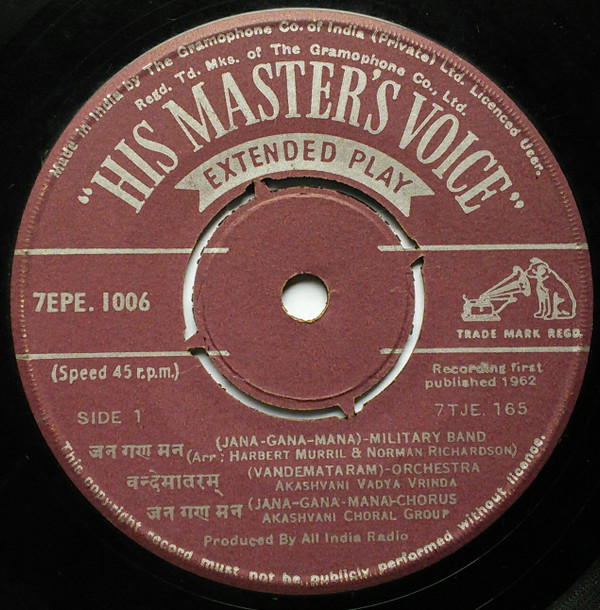 Made in India by The Gramophone Co. of India (Private) Ltd. Licenced User.
Regd. Td. Mks. of The Gramophone Co. Ltd.
"HIS MASTER'S VOICE"
EXTENDED PLAY
7EPE. 1006
TRADE MARK REGD.
(Speed 45 r.p.m.)
Recording first
published 1962
SIDE 1
7TJE. 165
(JANA-GANA-MANA)-MILITARY BAND
जन गण मन (Arr: HARBERT MURRIL & NORMAN RICHARDSON)
(VANDEMATARAM)-ORCHESTRA
वन्देमातरम्
AKASHVANI VADYA VRINDA
जन गण मन (JANA-GANA-MANA)-CHORUS
AKASHVANI CHORAL GROUP
Produced By All India Radio
This copyright record must not be publicly performed without licence.